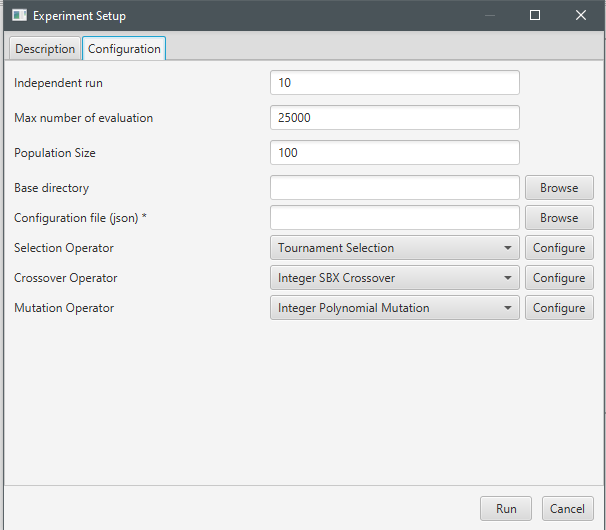 Experiment Setup
Description Configuration
Independent run 10
Max number of evaluation 25000
Population Size 100
Base directory Browse
Configuration file (json) * Browse
Selection Operator Tournament Selection Configure
Crossover Operator Integer SBX Crossover Configure
Mutation Operator Integer Polynomial Mutation Configure
Run Cancel